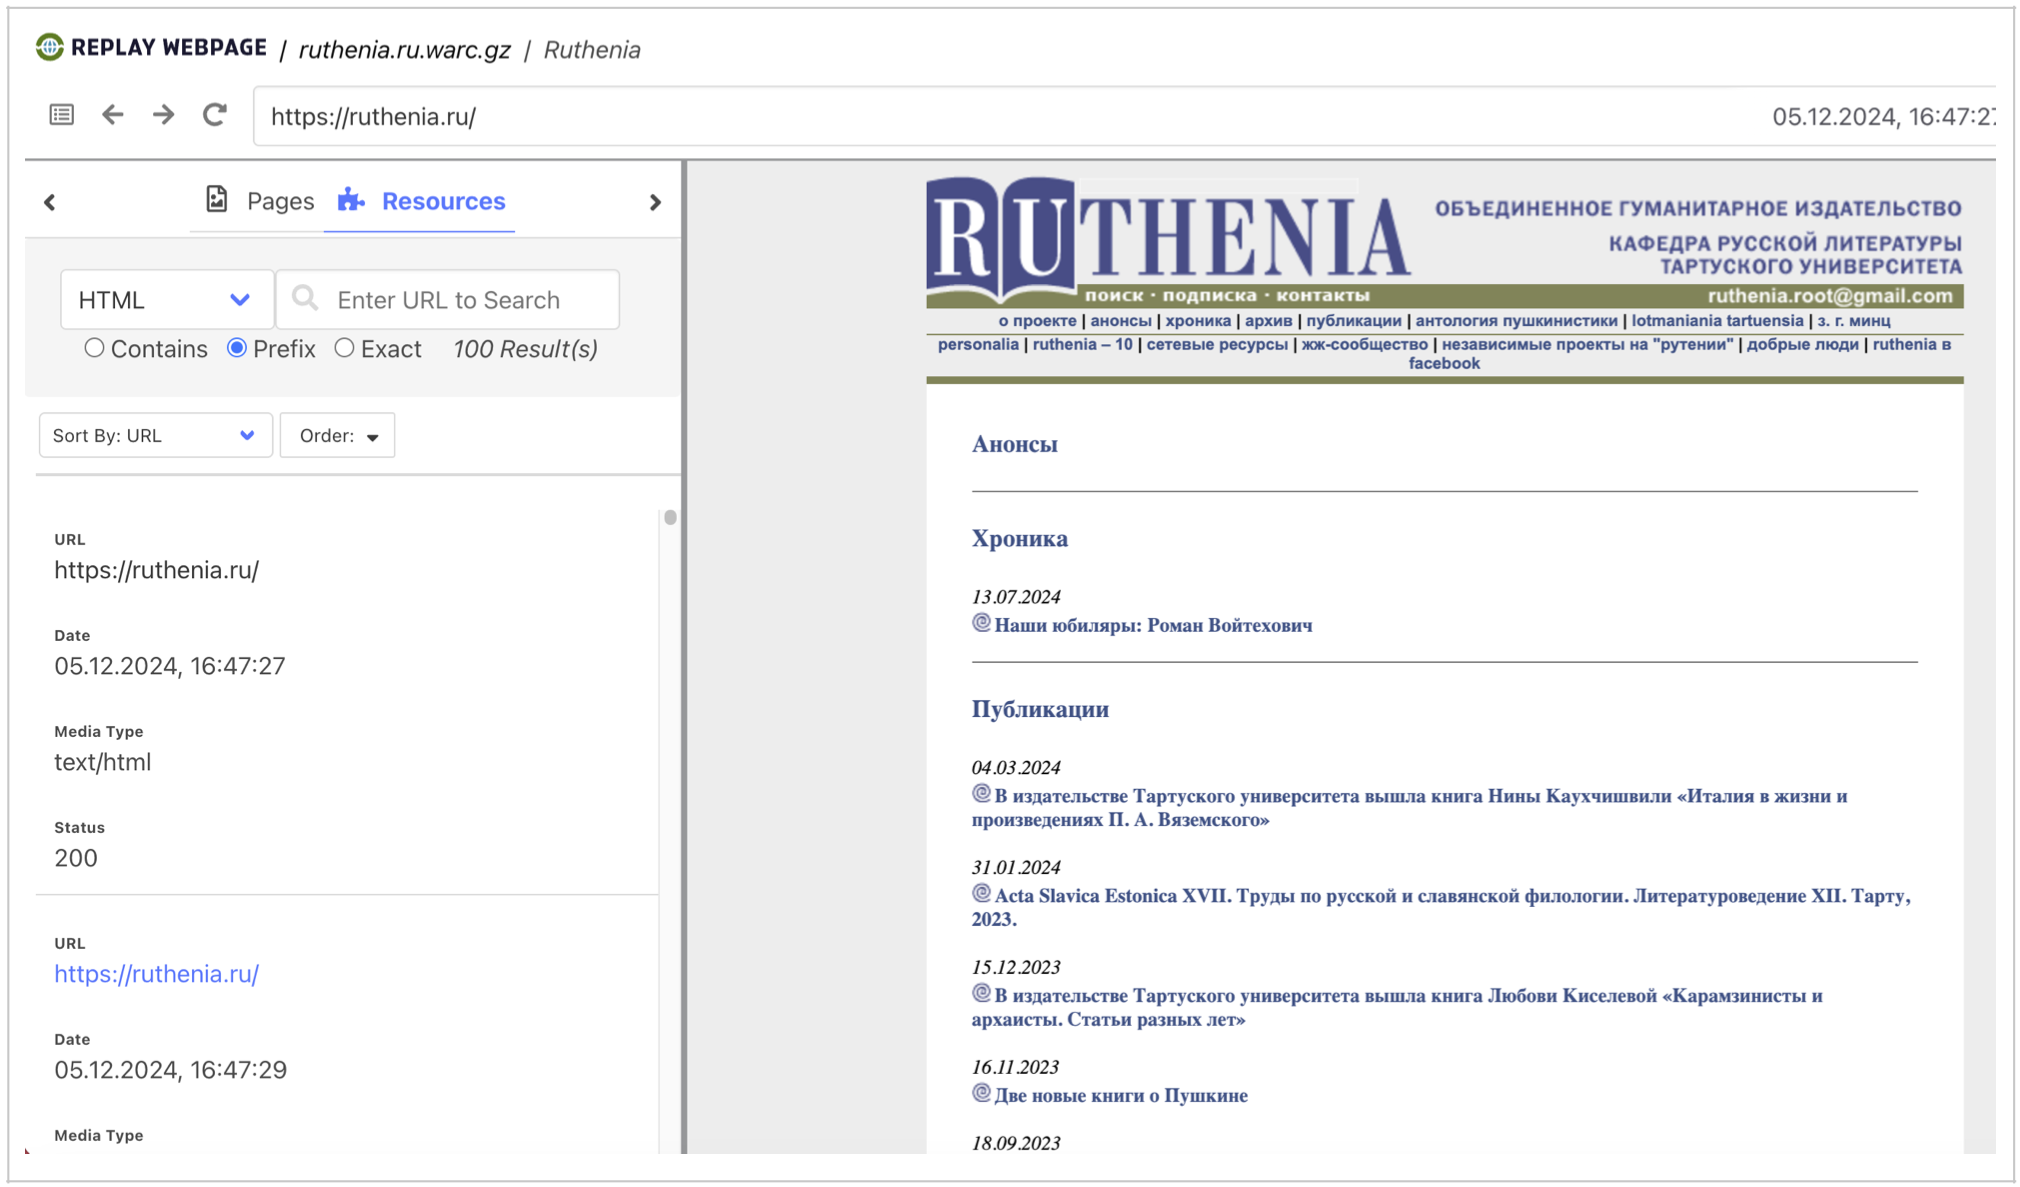 REPLAY WEBPAGE / ruthenia.ru.warc.gz / Ruthenia
https://ruthenia.ru/
05.12.2024, 16:47:27
Pages
Resources
HTML
Enter URL to Search
Contains Prefix Exact 100 Result(s)
Sort By: URL
Order:
URL
https://ruthenia.ru/
Date
05.12.2024, 16:47:27
Media Type
text/html
Status
200
URL
https://ruthenia.ru/
Date
05.12.2024, 16:47:29
Media Type
RUTHENIA
ОБЪЕДИНЕННОЕ ГУМАНИТАРНОЕ ИЗДАТЕЛЬСТВО
КАФЕДРА РУССКОЙ ЛИТЕРАТУРЫ
ТАРТУСКОГО УНИВЕРСИТЕТА
поиск · подписка · контакты
ruthenia.root@gmail.com
о проекте | анонсы | хроника | архив | публикации | антология пушкинистики | lotmaniania tartuensia | з. г. минц
personalia | ruthenia – 10 | сетевые ресурсы | жж-сообщество | независимые проекты на "рутении" | добрые люди | ruthenia в
facebook
Анонсы
Хроника
13.07.2024
Наши юбиляры: Роман Войтехович
Публикации
04.03.2024
В издательстве Тартуского университета вышла книга Нины Каухчишвили «Италия в жизни и
произведениях П. А. Вяземского»
31.01.2024
Acta Slavica Estonica XVII. Труды по русской и славянской филологии. Литературоведение XII. Тарту,
2023.
15.12.2023
В издательстве Тартуского университета вышла книга Любови Киселевой «Карамзинисты и
архаисты. Статьи разных лет»
16.11.2023
Две новые книги о Пушкине
18.09.2023